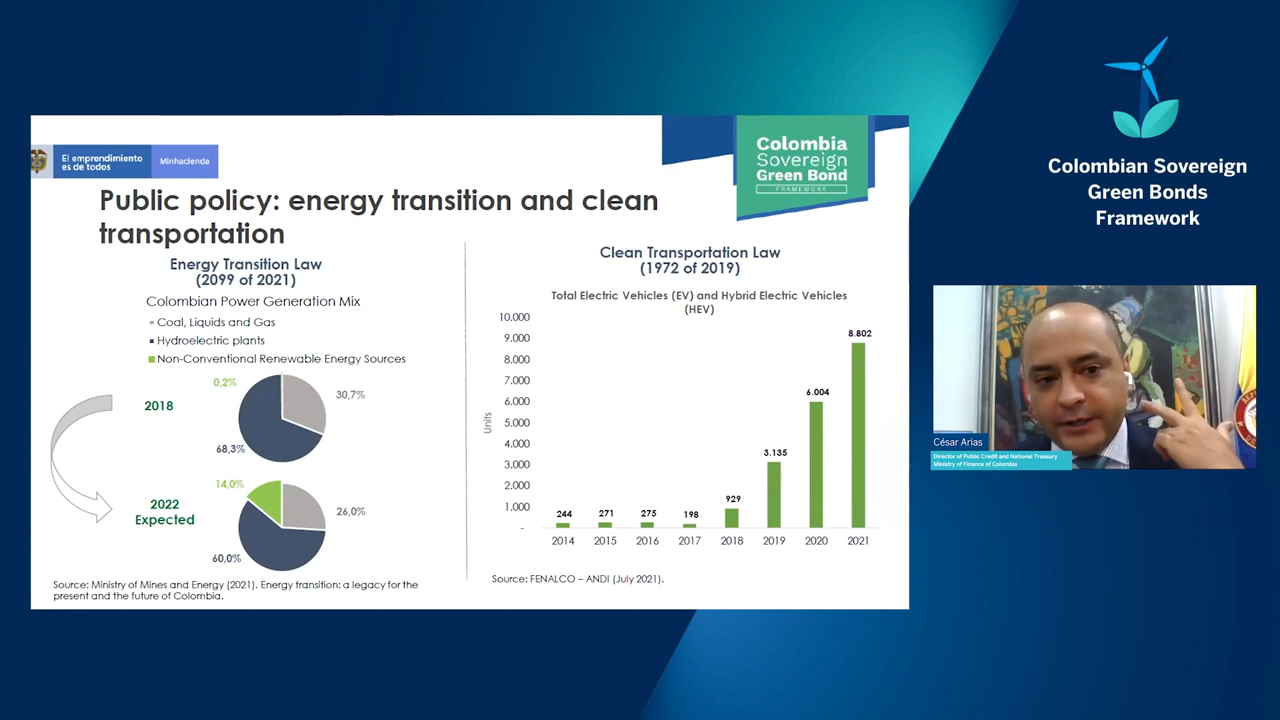 El emprendimiento
es de todos
Minhacienda
Colombia
Sovereign
Green Bond
FRAMEWORK
Public policy: energy transition and clean
transportation
Energy Transition Law
(2099 of 2021)
Colombian Power Generation Mix
Coal, Liquids and Gas
Hydroelectric plants
Non-Conventional Renewable Energy Sources
2018
0,2%
30,7%
68,3%
2022
Expected
14,0%
26,0%
60,0%
Source: Ministry of Mines and Energy (2021). Energy transition: a legacy for the
present and the future of Colombia.
Clean Transportation Law
(1972 of 2019)
Total Electric Vehicles (EV) and Hybrid Electric Vehicles
(HEV)
Units
10.000
9.000
8.000
7.000
6.000
5.000
4.000
3.000
2.000
1.000
-
244
271
275
198
929
3.135
6.004
8.802
2014 2015 2016 2017 2018 2019 2020 2021
Source: FENALCO – ANDI (July 2021).
Colombian Sovereign
Green Bonds
Framework
César Arias
Director of Public Credit and National Treasury
Ministry of Finance of Colombia